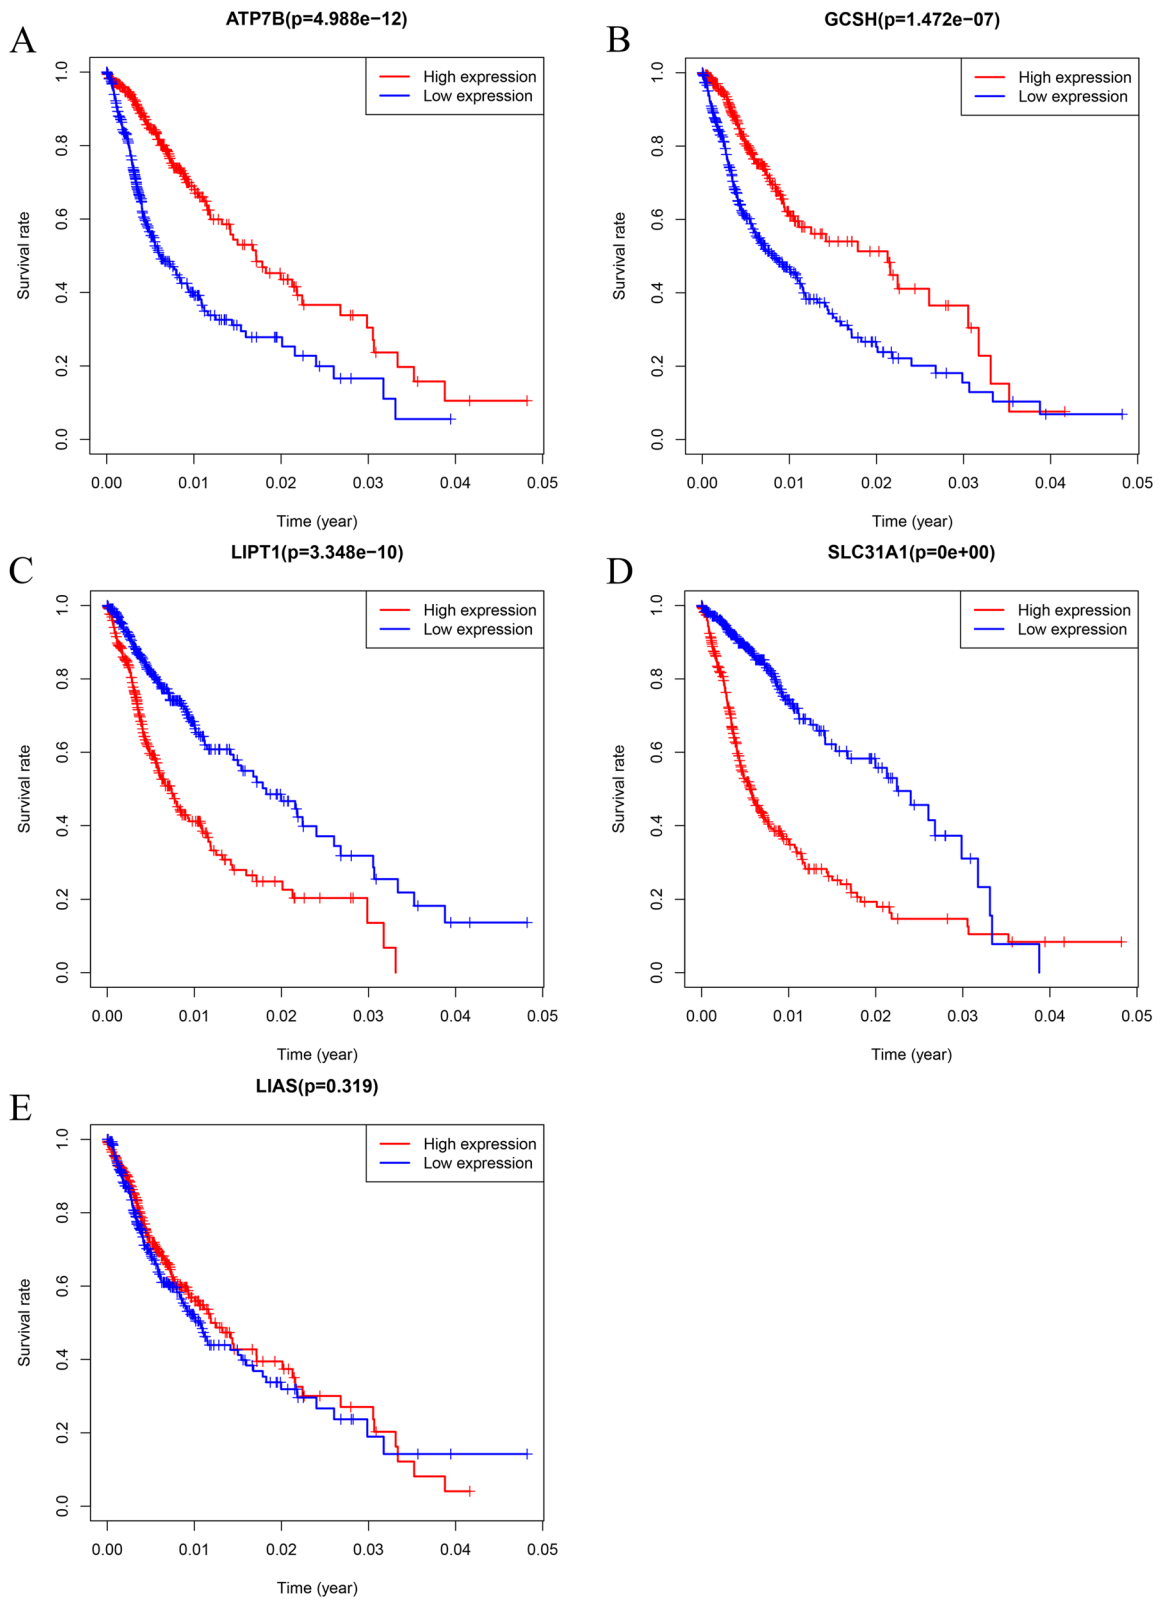 A
ATP7B(p=4.988e−12)
High expression
Low expression
Survival rate
1.0
0.8
0.6
0.4
0.2
0.0
0.00 0.01 0.02 0.03 0.04 0.05
Time (year)
B
GCSH(p=1.472e−07)
High expression
Low expression
Survival rate
1.0
0.8
0.6
0.4
0.2
0.0
0.00 0.01 0.02 0.03 0.04 0.05
Time (year)
C
LIPT1(p=3.348e−10)
High expression
Low expression
Survival rate
1.0
0.8
0.6
0.4
0.2
0.0
0.00 0.01 0.02 0.03 0.04 0.05
Time (year)
D
SLC31A1(p=0e+00)
High expression
Low expression
Survival rate
1.0
0.8
0.6
0.4
0.2
0.0
0.00 0.01 0.02 0.03 0.04 0.05
Time (year)
E
LIAS(p=0.319)
High expression
Low expression
Survival rate
1.0
0.8
0.6
0.4
0.2
0.0
0.00 0.01 0.02 0.03 0.04 0.05
Time (year)